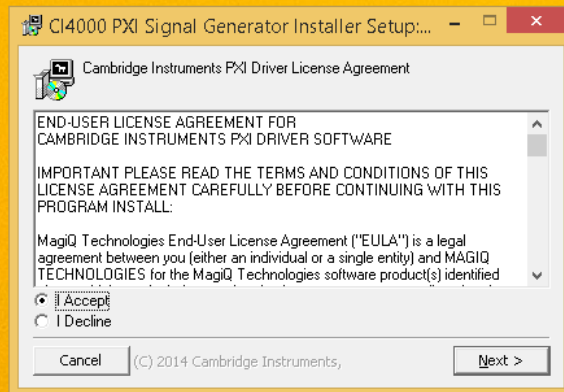 CI4000 PXI Signal Generator Installer Setup:...
Cambridge Instruments PXI Driver License Agreement
END-USER LICENSE AGREEMENT FOR
CAMBRIDGE INSTRUMENTS PXI DRIVER SOFTWARE
IMPORTANT PLEASE READ THE TERMS AND CONDITIONS OF THIS
LICENSE AGREEMENT CAREFULLY BEFORE CONTINUING WITH THIS
PROGRAM INSTALL:
MagiQ Technologies End-User License Agreement ("EULA") is a legal
agreement between you (either an individual or a single entity) and MAGIQ
TECHNOLOGIES for the MagiQ Technologies software product(s) identified
I Accept
I Decline
Cancel
(C) 2014 Cambridge Instruments,
Next >